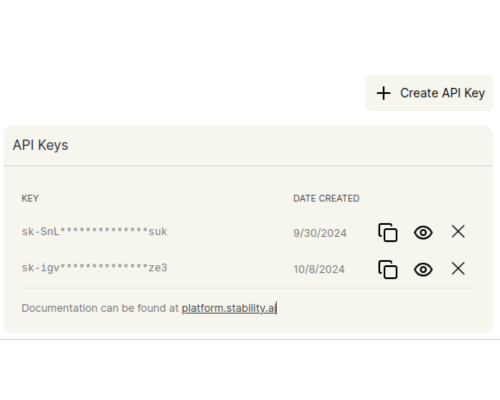 Create API Key
API Keys
KEY DATE CREATED
sk-SnL**************suk 9/30/2024
sk-igv**************ze3 10/8/2024
Documentation can be found at platform.stability.ai